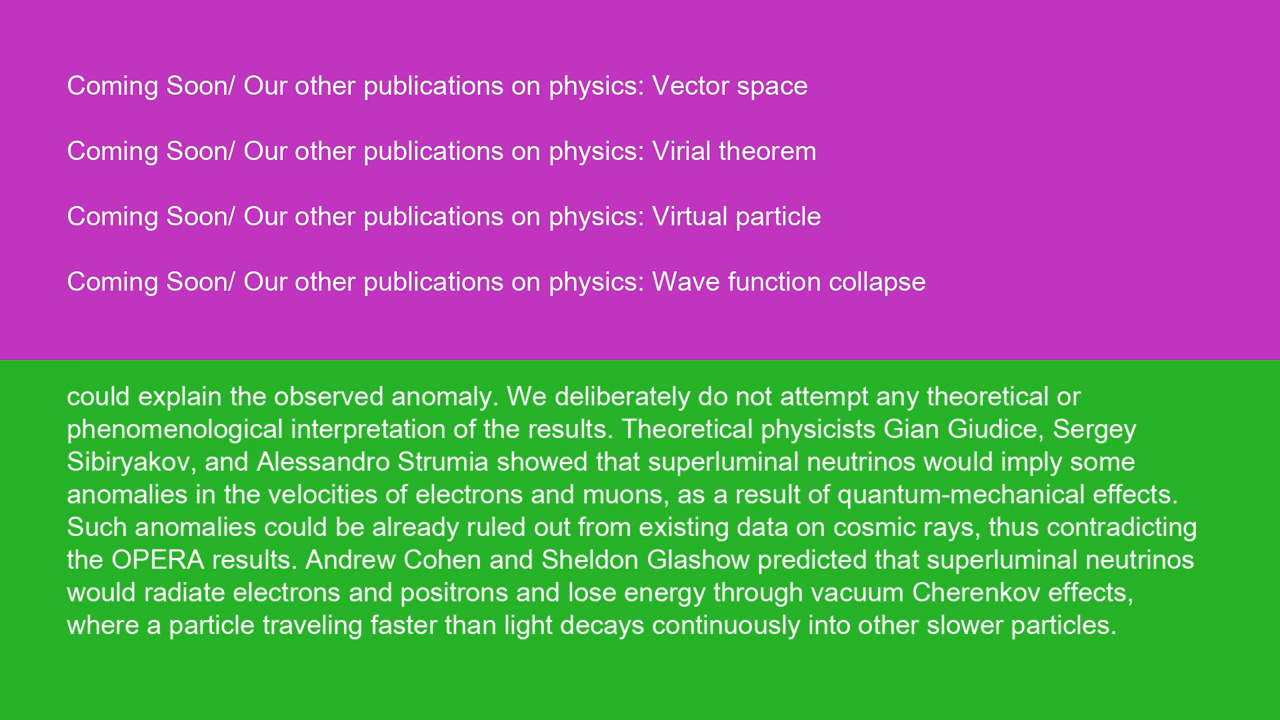 Coming Soon/ Our other publications on physics: Vector space
Coming Soon/ Our other publications on physics: Virial theorem
Coming Soon/ Our other publications on physics: Virtual particle
Coming Soon/ Our other publications on physics: Wave function collapse
could explain the observed anomaly. We deliberately do not attempt any theoretical or
phenomenological interpretation of the results. Theoretical physicists Gian Giudice, Sergey
Sibiryakov, and Alessandro Strumia showed that superluminal neutrinos would imply some
anomalies in the velocities of electrons and muons, as a result of quantum-mechanical effects.
Such anomalies could be already ruled out from existing data on cosmic rays, thus contradicting
the OPERA results. Andrew Cohen and Sheldon Glashow predicted that superluminal neutrinos
would radiate electrons and positrons and lose energy through vacuum Cherenkov effects,
where a particle traveling faster than light decays continuously into other slower particles.